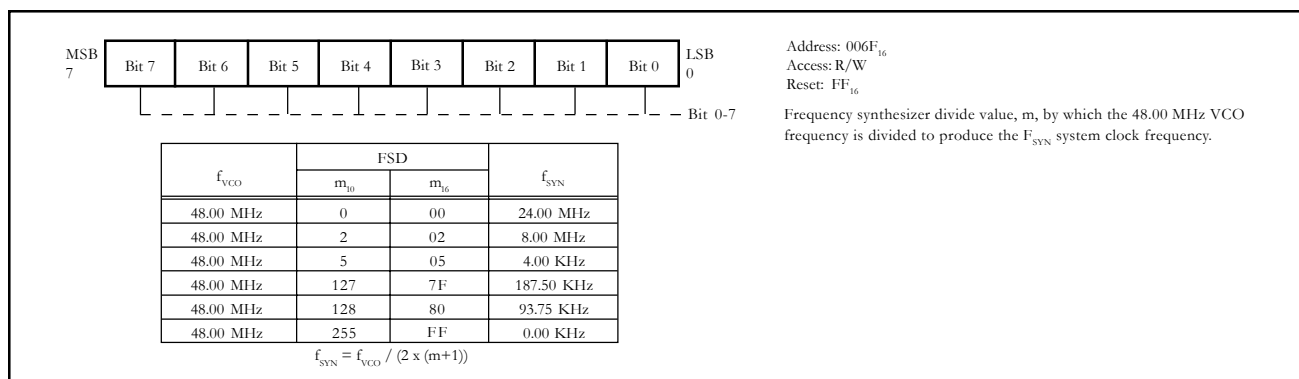 MSB
7
Bit 7 Bit 6 Bit 5 Bit 4 Bit 3 Bit 2 Bit 1 Bit 0
LSB
0
Bit 0-7
Address: 006F₁₆
Access: R/W
Reset: FF₁₆
Frequency synthesizer divide value, m, by which the 48.00 MHz VCO
frequency is divided to produce the F_SYN system clock frequency.
f_VCO FSD f_SYN
m₁₀ m₁₆
48.00 MHz 0 00 24.00 MHz
48.00 MHz 2 02 8.00 MHz
48.00 MHz 5 05 4.00 KHz
48.00 MHz 127 7F 187.50 KHz
48.00 MHz 128 80 93.75 KHz
48.00 MHz 255 FF 0.00 KHz
f_SYN = f_VCO / (2 x (m+1))